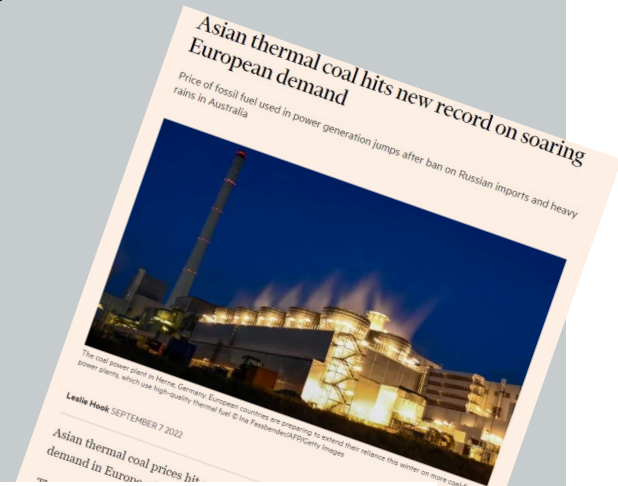 Asian thermal coal hits new record on soaring
European demand
Price of fossil fuel used in power generation jumps after ban on Russian imports and heavy
rains in Australia
The coal power plant in Herne, Germany. European countries are preparing to extend their reliance this winter on more
power plants, which use high-quality thermal fuel © Ina Fassbender/AFP/Getty Images
Leslie Hook SEPTEMBER 7 2022
Asian thermal coal prices hit
demand in Europe